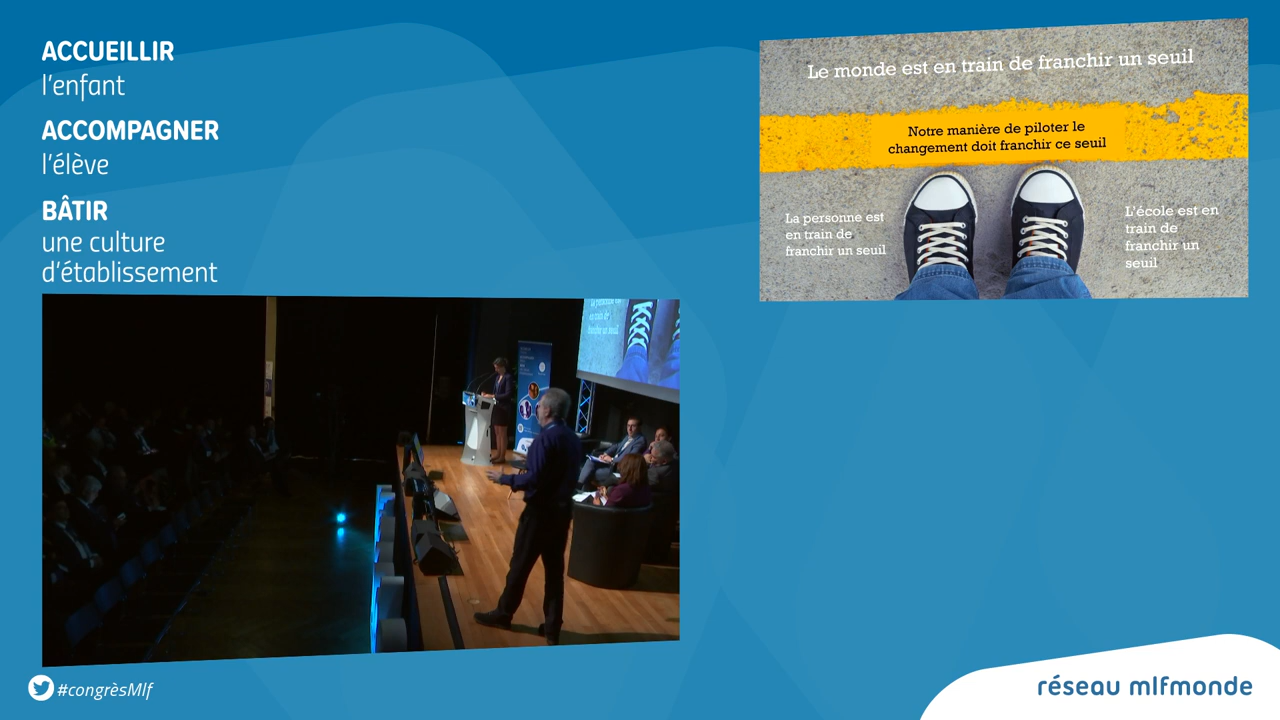 ACCUEILLIR
l'enfant
ACCOMPAGNER
l'élève
BÂTIR
une culture
d'établissement
Le monde est en train de franchir un seuil
Notre manière de piloter le
changement doit franchir ce seuil
La personne est
en train de
franchir un seuil
L'école est en
train de
franchir un
seuil
#congrèsMlf
réseau mlfmonde